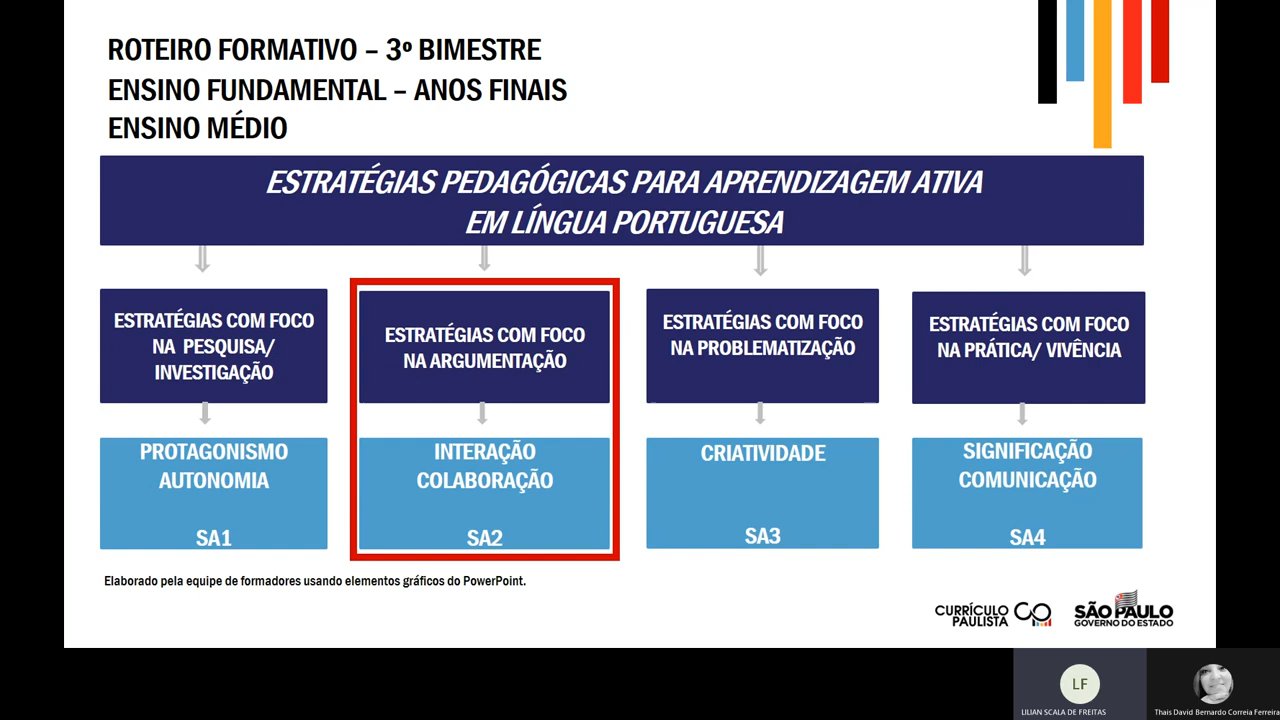 ROTEIRO FORMATIVO – 3º BIMESTRE
ENSINO FUNDAMENTAL – ANOS FINAIS
ENSINO MÉDIO
ESTRATÉGIAS PEDAGÓGICAS PARA APRENDIZAGEM ATIVA
EM LÍNGUA PORTUGUESA
ESTRATÉGIAS COM FOCO
NA PESQUISA/
INVESTIGAÇÃO
ESTRATÉGIAS COM FOCO
NA ARGUMENTAÇÃO
ESTRATÉGIAS COM FOCO
NA PROBLEMATIZAÇÃO
ESTRATÉGIAS COM FOCO
NA PRÁTICA/ VIVÊNCIA
PROTAGONISMO
AUTONOMIA
SA1
INTERAÇÃO
COLABORAÇÃO
SA2
CRIATIVIDADE
SA3
SIGNIFICAÇÃO
COMUNICAÇÃO
SA4
Elaborado pela equipe de formadores usando elementos gráficos do PowerPoint.
CURRÍCULO
PAULISTA
SÃO PAULO
GOVERNO DO ESTADO
LF
LILIAN SCALA DE FREITAS
Thais David Bernardo Correia Ferreira